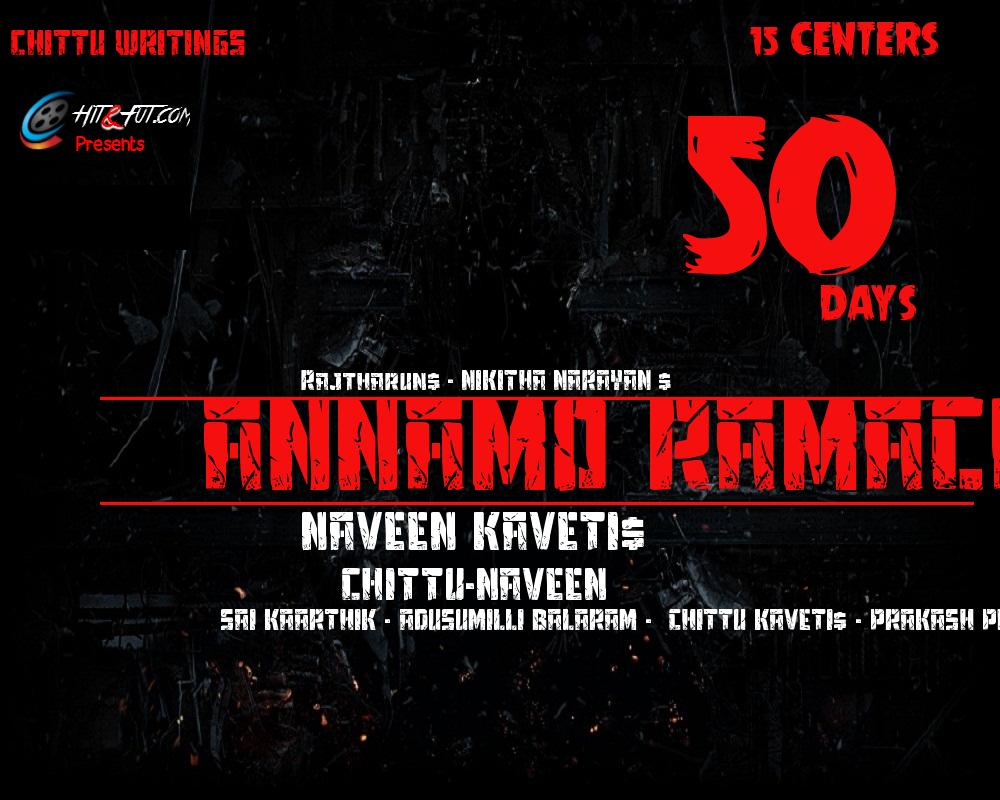 CHITTU WRITINGS
15 CENTERS
HIT&FUT.COM
Presents
50
DAYS
RAJTHARUN$ - NIKITHA NARAYAN $
ANNAMO RAMAC
NAVEEN KAVETI$
CHITTU-NAVEEN
SAI KAARTHIK - ADUSUMILLI BALARAM - CHITTU KAVETI$ - PRAKASH